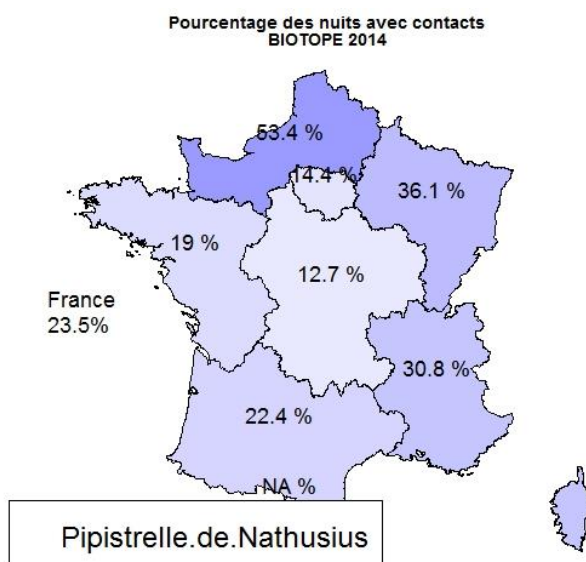 Pourcentage des nuits avec contacts
BIOTOPE 2014
53.4 %
14.4 %
36.1 %
19 %
12.7 %
France
23.5%
30.8 %
22.4 %
NA %
Pipistrelle.de.Nathusius